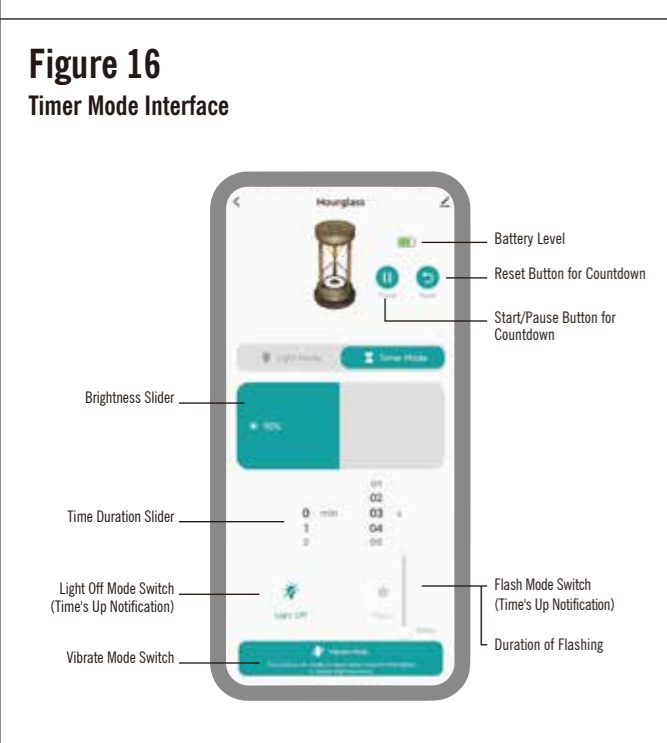 Figure 16
Timer Mode Interface
Hourglass
Battery Level
Reset Button for Countdown
Start/Pause Button for
Countdown
Light Mode
Timer Mode
Brightness Slider
50%
01
02
0 min 03 s
1 04
2 05
Time Duration Slider
Light Off Mode Switch
(Time's Up Notification)
Light Off
Flash Mode Switch
(Time's Up Notification)
Duration of Flashing
Vibrate Mode Switch
Vibrate Mode